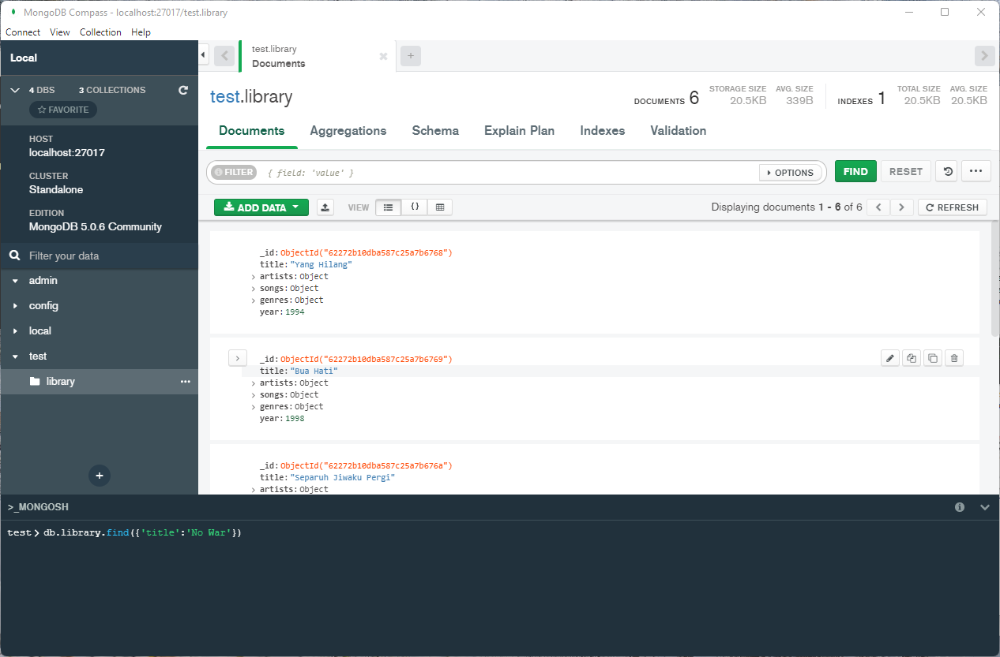 MongoDB Compass - localhost:27017/test.library
Connect View Collection Help
Local
4 DBS 3 COLLECTIONS
FAVORITE
HOST
localhost:27017
CLUSTER
Standalone
EDITION
MongoDB 5.0.6 Community
Filter your data
admin
config
local
test
library
test.library
Documents
test.library
DOCUMENTS 6
STORAGE SIZE
20.5KB
AVG. SIZE
339B
INDEXES 1
TOTAL SIZE
20.5KB
AVG. SIZE
20.5KB
Documents Aggregations Schema Explain Plan Indexes Validation
FILTER { field: 'value' } OPTIONS FIND RESET
ADD DATA VIEW { } Displaying documents 1 - 6 of 6 REFRESH
_id: ObjectId("62272b10dba587c25a7b6768")
title: "Yang Hilang"
artists: Object
songs: Object
genres: Object
year: 1994
_id: ObjectId("62272b10dba587c25a7b6769")
title: "Bua Hati"
artists: Object
songs: Object
genres: Object
year: 1998
_id: ObjectId("62272b10dba587c25a7b676a")
title: "Separuh Jiwaku Pergi"
artists: Object
>_MONGOSH
test> db.library.find({'title':'No War'})